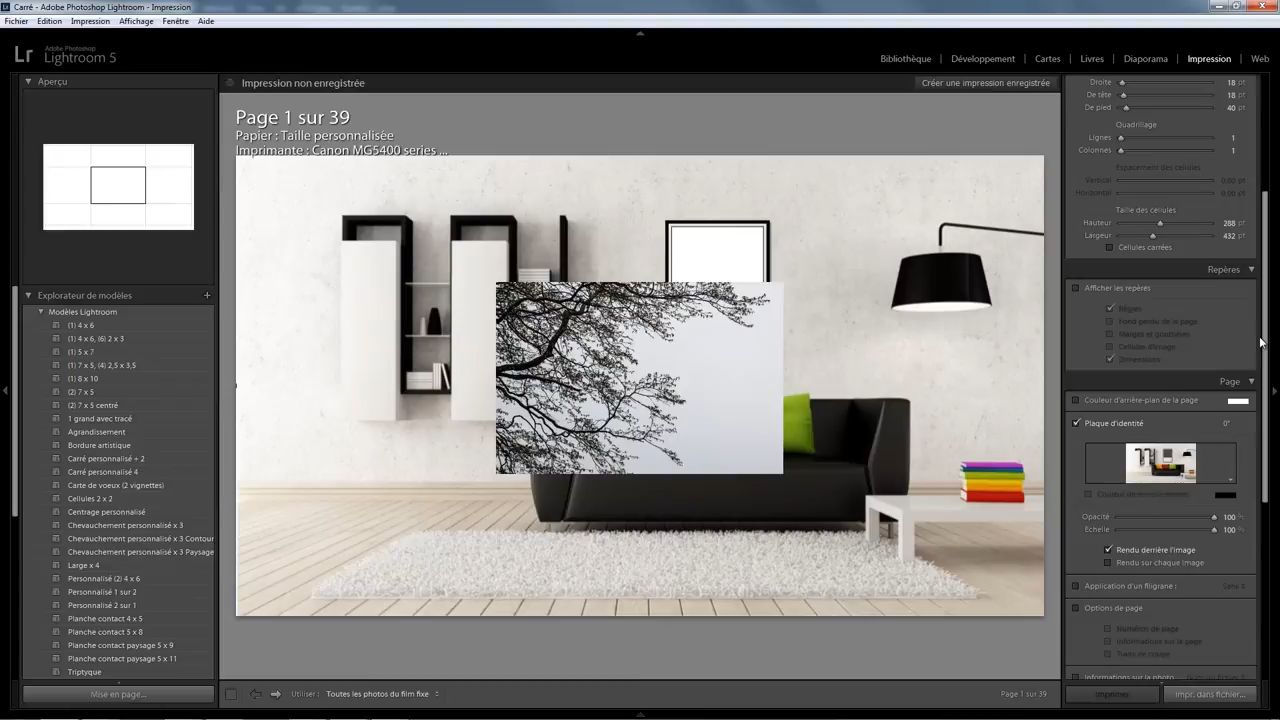 Carré - Adobe Photoshop Lightroom - Impression
Fichier Edition Impression Affichage Fenêtre Aide
Lr Adobe Photoshop
Lightroom 5
Bibliothèque Développement Cartes Livres Diaporama Impression Web
Aperçu
Explorateur de modèles +
Modèles Lightroom
(1) 4 x 6
(1) 4 x 6, (6) 2 x 3
(1) 5 x 7
(1) 7 x 5, (4) 2,5 x 3,5
(1) 8 x 10
(2) 7 x 5
(2) 7 x 5 centré
1 grand avec tracé
Agrandissement
Bordure artistique
Carré personnalisé ÷ 2
Carré personnalisé 4
Carte de voeux (2 vignettes)
Cellules 2 x 2
Centrage personnalisé
Chevauchement personnalisé x 3
Chevauchement personnalisé x 3 Contour
Chevauchement personnalisé x 3 Paysage
Large x 4
Personnalisé (2) 4 x 6
Personnalisé 1 sur 2
Personnalisé 2 sur 1
Planche contact 4 x 5
Planche contact 5 x 8
Planche contact paysage 5 x 9
Planche contact paysage 5 x 11
Triptyque
Mise en page...
Impression non enregistrée Créer une impression enregistrée
Page 1 sur 39
Papier : Taille personnalisée
Imprimante : Canon MG5400 series ...
Utiliser : Toutes les photos du film fixe Page 1 sur 39
Droite 18 pt
De tête 18 pt
De pied 40 pt
Quadrillage
Lignes 1
Colonnes 1
Espacement des cellules
Vertical 0,00 pt
Horizontal 0,00 pt
Taille des cellules
Hauteur 288 pt
Largeur 432 pt
Cellules carrées
Repères
Afficher les repères
Règles
Fond perdu de la page
Marges et gouttières
Cellules d'image
Dimensions
Page
Couleur d'arrière-plan de la page
Plaque d'identité 0°
Couleur de remplacement
Opacité 100 %
Echelle 100 %
Rendu derrière l'image
Rendu sur chaque image
Application d'un filigrane :
Options de page
Numéros de page
Informations sur la page
Traits de coupe
Informations sur la photo
Imprimer Impr. dans fichier...